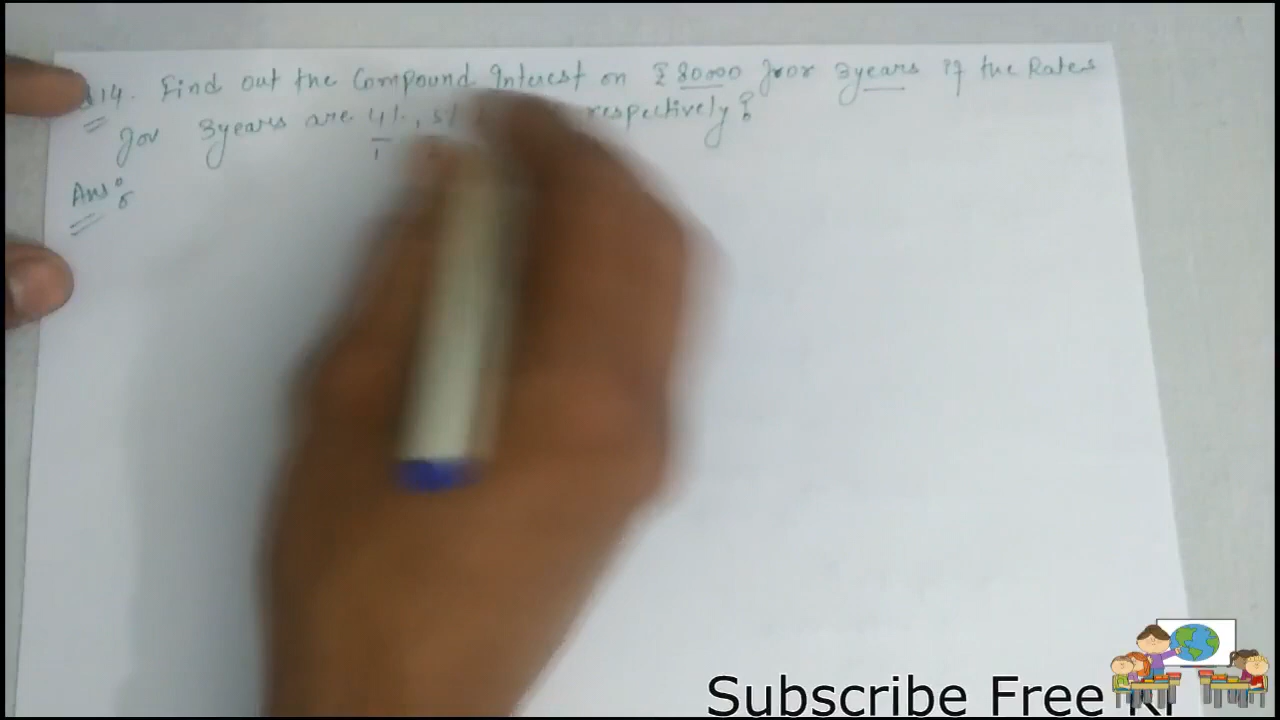 Q14. Find out the Compound Interest on ₹ 80000 for 3years if the Rates
for 3years are 4%, 5% respectively?
Ans:
Subscribe Free